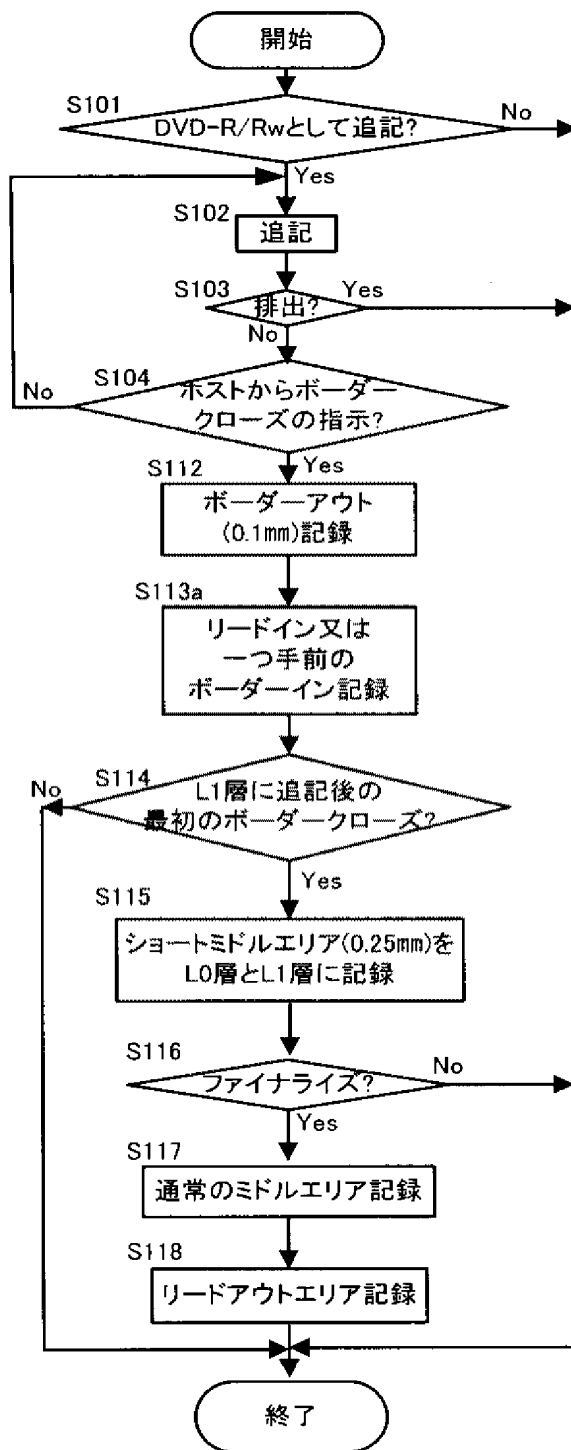 開始
S101
DVD-R/Rwとして追記?
No
Yes
S102
追記
S103
排出?
Yes
No
S104
No
ホストからボーダー
クローズの指示?
Yes
S112
ボーダーアウト
(0.1mm)記録
S113a
リードイン又は
一つ手前の
ボーダーイン記録
S114
No
L1層に追記後の
最初のボーダークローズ?
Yes
S115
ショートミドルエリア(0.25mm)を
L0層とL1層に記録
S116
ファイナライズ?
No
Yes
S117
通常のミドルエリア記録
S118
リードアウトエリア記録
終了